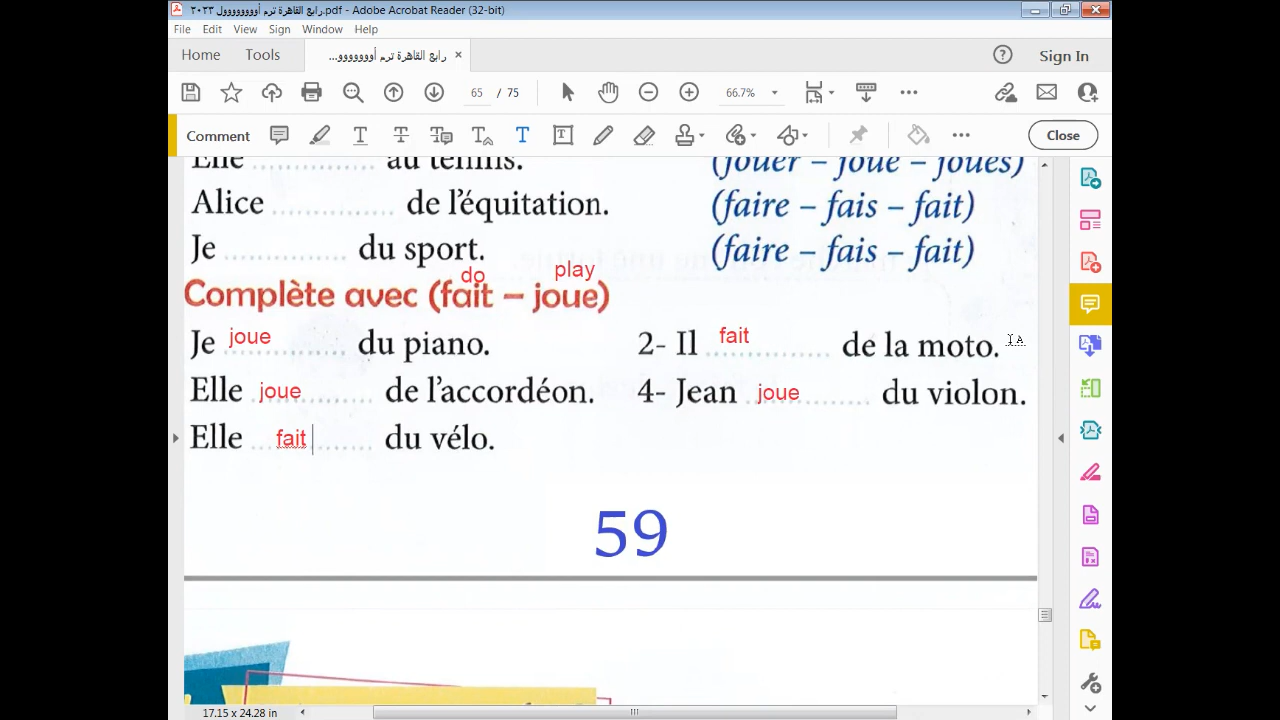 رابع القاهرة ترم أوووووووول ٢٠٢٣.pdf - Adobe Acrobat Reader (32-bit)
File Edit View Sign Window Help
Home Tools رابع القاهرة ترم أووووووو... × Sign In
65 / 75 66.7%
Comment Close
Elle ............ au tennis. (jouer – joue – joues)
Alice ............ de l'équitation. (faire – fais – fait)
Je ............ du sport. (faire – fais – fait)
do play
Complète avec (fait – joue)
Je joue du piano. 2- Il fait de la moto.
Elle joue de l'accordéon. 4- Jean joue du violon.
Elle fait du vélo.
59
17.15 x 24.28 in